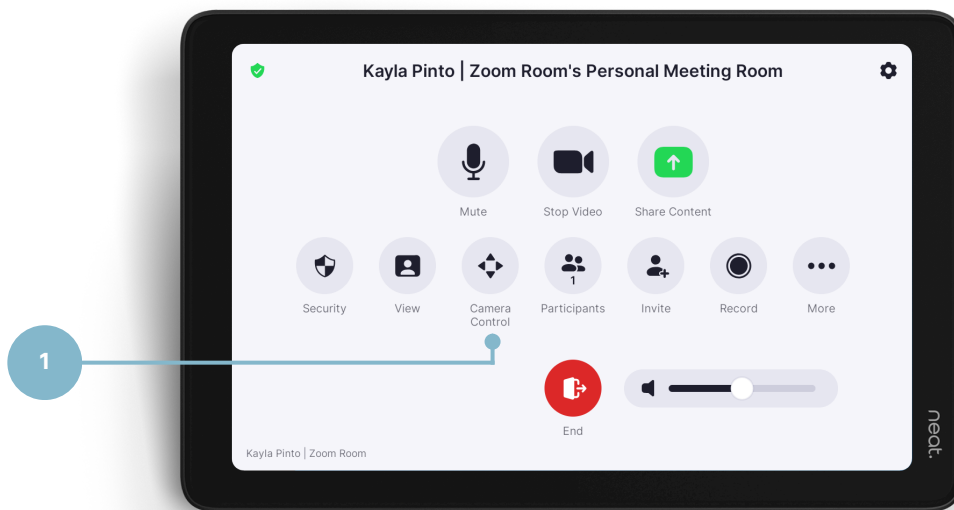 Kayla Pinto | Zoom Room's Personal Meeting Room
Mute
Stop Video
Share Content
1
Security
View
Camera
Control
Participants
Invite
Record
More
1
End
neat.
Kayla Pinto | Zoom Room